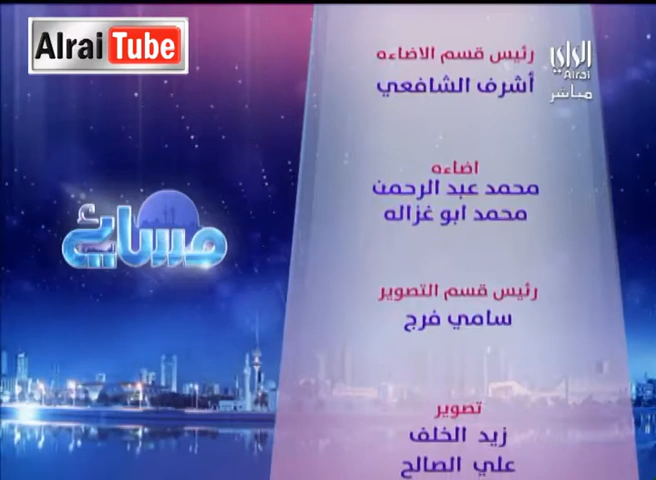 Alrai Tube
الراي
Alrai
مباشر
رئيس قسم الاضاءه
أشرف الشافعي
اضاءه
محمد عبد الرحمن
محمد ابو غزاله
مسائي
رئيس قسم التصوير
سامي فرج
تصوير
زيد الخلف
علي الصالح